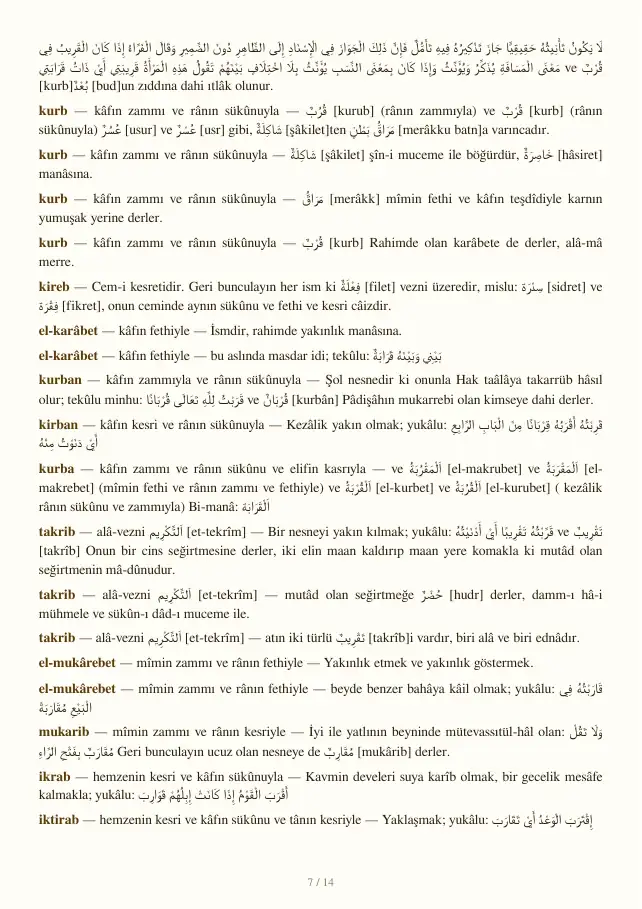 لَا يَكُونُ تَأْنِيثُهُ حَقِيقِيًّا جَازَ تَذْكِيرُهُ فِيهِ تَأَمُّلٌ فَإِنَّ ذَلِكَ الْجَوَازَ فِي الْإِسْنَادِ إِلَى الظَّاهِرِ دُونَ الضَّمِيرِ وَقَالَ الْفَرَّاءُ إِذَا كَانَ الْقَرِيبُ فِي
مَعْنَى الْمَسَافَةِ يُذَكَّرُ وَيُؤَنَّثُ وَإِذَا كَانَ بِمَعْنَى النَّسَبِ يُؤَنَّثُ بِلَا اخْتِلَافٍ بَيْنَهُمْ تَقُولُ هَذِهِ الْمَرْأَةُ قَرِيبَتِي أَيْ ذَاتُ قَرَابَتِي ve قُرْبٌ
[kurb]بُعْدٌ [bud]un zıddına dahi ıtlâk olunur.
kurb — kâfın zammı ve rânın sükûnuyla — قُرُبٌ [kurub] (rânın zammıyla) ve قُرْبٌ [kurb] (rânın
sükûnuyla) عُسُرٌ [usur] ve عُسْرٌ [usr] gibi, شَاكِلَةٌ [şâkilet]ten مَرَاقُّ بَطْنٍ [merâkku batn]a varıncadır.
kurb — kâfın zammı ve rânın sükûnuyla — شَاكِلَةٌ [şâkilet] şîn-i muceme ile böğürdür, خَاصِرَةٌ [hâsiret]
manâsına.
kurb — kâfın zammı ve rânın sükûnuyla — مَرَاقُّ [merâkk] mîmin fethi ve kâfın teşdîdiyle karnın
yumuşak yerine derler.
kurb — kâfın zammı ve rânın sükûnuyla — قُرْبٌ [kurb] Rahimde olan karâbete de derler, alâ-mâ
merre.
kireb — Cem-i kesretidir. Geri bunculayın her ism ki فِعْلَةٌ [filet] vezni üzeredir, mislu: سِدْرَة [sidret] ve
فِقْرَة [fikret], onun ceminde aynın sükûnu ve fethi ve kesri câizdir.
el-karâbet — kâfın fethiyle — İsmdir, rahimde yakınlık manâsına.
el-karâbet — kâfın fethiyle — bu aslında masdar idi; tekûlu: بَيْنِي وَبَيْنَهُ قَرَابَةٌ
kurban — kâfın zammıyla ve rânın sükûnuyla — Şol nesnedir ki onunla Hak taâlâya takarrüb hâsıl
olur; tekûlu minhu: قَرَّبْتُ لِلّٰهِ تَعَالَى قُرْبَانًا ve قُرْبَانٌ [kurbân] Pâdişâhın mukarrebi olan kimseye dahi derler.
kirban — kâfın kesri ve rânın sükûnuyla — Kezâlik yakın olmak; yukâlu: قَرِبْتُهُ أَقْرَبُهُ قِرْبَانًا مِنَ الْبَابِ الرَّابِعِ
أَيْ دَنَوْتُ مِنْهُ
kurba — kâfın zammı ve rânın sükûnu ve elifin kasrıyla — ve اَلْمَقْرُبَةُ [el-makrubet] ve اَلْمَقْرَبَةُ [el-
makrebet] (mîmin fethi ve rânın zammı ve fethiyle) ve اَلْقُرْبَةُ [el-kurbet] ve اَلْقُرُبَةُ [el-kurubet] ( kezâlik
rânın sükûnu ve zammıyla) Bi-manâ: اَلْقَرَابَة
takrib — alâ-vezni اَلتَّكْرِيم [et-tekrîm] — Bir nesneyi yakın kılmak; yukâlu: قَرَّبْتُهُ تَقْرِيبًا أَيْ أَدْنَيْتُهُ ve تَقْرِيبٌ
[takrîb] Onun bir cins seğirtmesine derler, iki elin maan kaldırıp maan yere komakla ki mutâd olan
seğirtmenin mâ-dûnudur.
takrib — alâ-vezni اَلتَّكْرِيم [et-tekrîm] — mutâd olan seğirtmeğe حُضْرٌ [hudr] derler, damm-ı hâ-i
mühmele ve sükûn-ı dâd-ı muceme ile.
takrib — alâ-vezni اَلتَّكْرِيم [et-tekrîm] — atın iki türlü تَقْرِيبٌ [takrîb]i vardır, biri alâ ve biri ednâdır.
el-mukârebet — mîmin zammı ve rânın fethiyle — Yakınlık etmek ve yakınlık göstermek.
el-mukârebet — mîmin zammı ve rânın fethiyle — beyde benzer bahâya kâil olmak; yukâlu: قَارَبْتُهُ فِي
الْبَيْعِ مُقَارَبَةً
mukarib — mîmin zammı ve rânın kesriyle — İyi ile yatlının beyninde mütevassıtül-hâl olan: وَلَا تَقُلْ
مُقَارَبٌ بِفَتْحِ الرَّاءِ Geri bunculayın ucuz olan nesneye de مُقَارِبٌ [mukârib] derler.
ikrab — hemzenin kesri ve kâfın sükûnuyla — Kavmin develeri suya karîb olmak, bir gecelik mesâfe
kalmakla; yukâlu: أَقْرَبَ الْقَوْمُ إِذَا كَانَتْ إِبِلُهُمْ قَوَارِبَ
iktirab — hemzenin kesri ve kâfın sükûnu ve tânın kesriyle — Yaklaşmak; yukâlu: إِقْتَرَبَ الْوَعْدُ أَيْ تَقَارَبَ
7 / 14